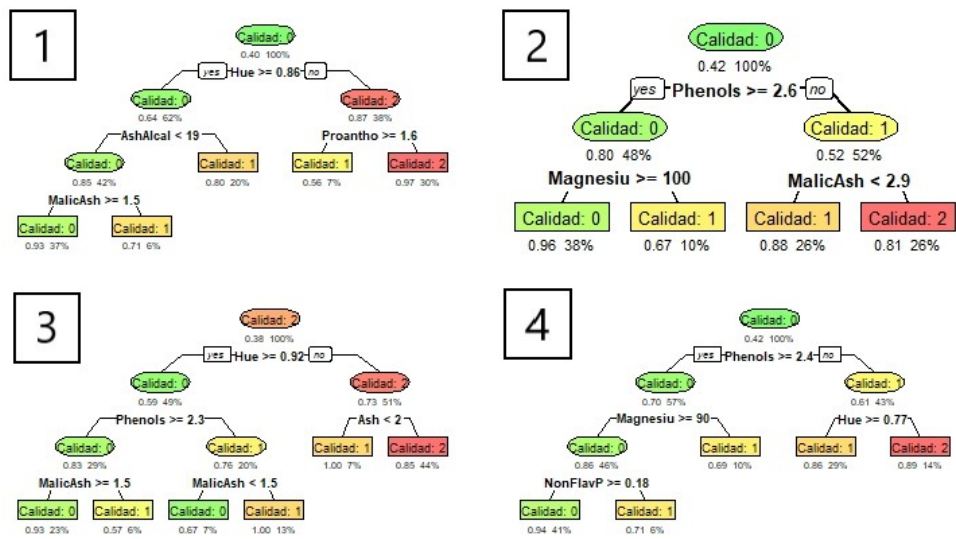 1
Calidad: 0
0.40 100%
yes Hue >= 0.86 no
Calidad: 0 Calidad: 2
0.64 62% 0.87 38%
AshAlcal < 19 Proantho >= 1.6
Calidad: 0 Calidad: 1 Calidad: 1 Calidad: 2
0.85 42% 0.80 20% 0.56 7% 0.97 30%
MalicAsh >= 1.5
Calidad: 0 Calidad: 1
0.93 37% 0.71 6%
2
Calidad: 0
0.42 100%
yes Phenols >= 2.6 no
Calidad: 0 Calidad: 1
0.80 48% 0.52 52%
Magnesiu >= 100 MalicAsh < 2.9
Calidad: 0 Calidad: 1 Calidad: 1 Calidad: 2
0.96 38% 0.67 10% 0.88 26% 0.81 26%
3
Calidad: 2
0.38 100%
yes Hue >= 0.92 no
Calidad: 0 Calidad: 2
0.59 49% 0.73 51%
Phenols >= 2.3 Ash < 2
Calidad: 0 Calidad: 1 Calidad: 1 Calidad: 2
0.83 29% 0.76 20% 1.00 7% 0.85 44%
MalicAsh >= 1.5 MalicAsh < 1.5
Calidad: 0 Calidad: 1 Calidad: 0 Calidad: 1
0.93 23% 0.57 6% 0.67 7% 1.00 13%
4
Calidad: 0
0.42 100%
yes Phenols >= 2.4 no
Calidad: 0 Calidad: 1
0.70 57% 0.61 43%
Magnesiu >= 90 Hue >= 0.77
Calidad: 0 Calidad: 1 Calidad: 1 Calidad: 2
0.86 46% 0.69 10% 0.86 29% 0.89 14%
NonFlavP >= 0.18
Calidad: 0 Calidad: 1
0.94 41% 0.71 6%